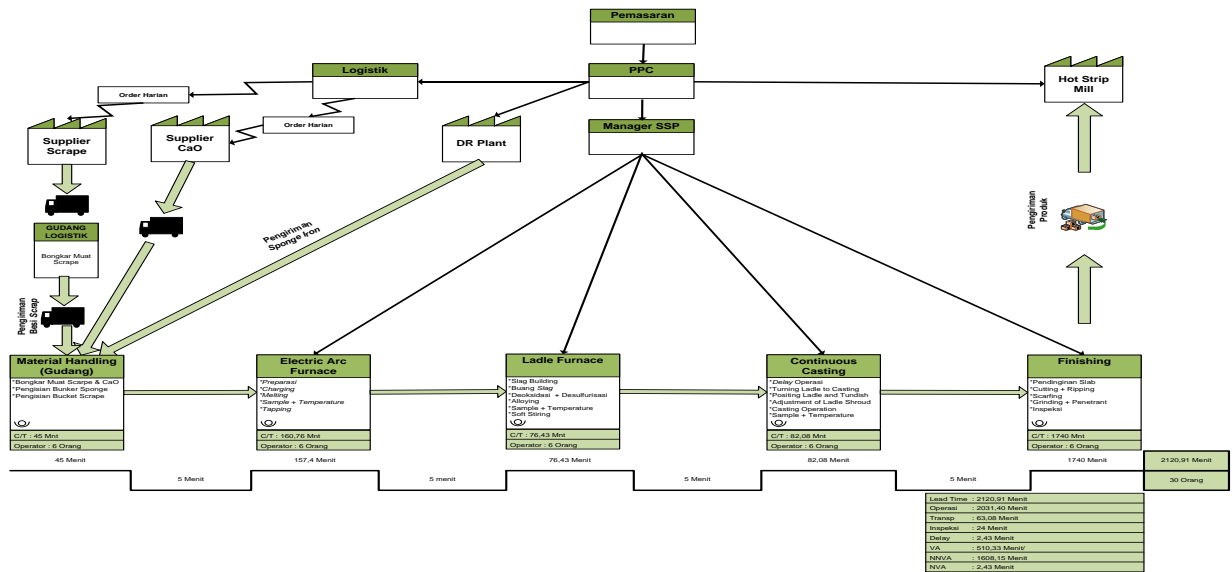 Pemasaran
Logistik
PPC
Hot Strip
Mill
Order Harian
Order Harian
Manager SSP
Supplier
Scrape
Supplier
CaO
DR Plant
GUDANG
LOGISTIK
Bongkar Muat
Scrape
Pengiriman
Sponge Iron
Pengiriman
Produk
Pengiriman
Besi Scrap
Material Handling
(Gudang)
*Bongkar Muat Scarpe & CaO
*Pengisian Bunker Sponge
*Pengisian Bucket Scrape
C/T : 45 Mnt
Operator : 6 Orang
Electric Arc
Furnace
*Preparasi
*Charging
*Melting
*Sample + Temperature
*Tapping
C/T : 160,76 Mnt
Operator : 6 Orang
Ladle Furnace
*Slag Building
*Buang Slag
*Deoksidasi + Desulfurisasi
*Alloying
*Sample + Temperature
*Soft Stiring
C/T : 76,43 Mnt
Operator : 6 Orang
Continuous
Casting
*Delay Operasi
*Turning Ladle to Casting
*Positing Ladle and Tundish
*Adjustment of Ladle Shroud
*Casting Operation
*Sample + Temperature
C/T : 82,08 Mnt
Operator : 6 Orang
Finishing
*Pendinginan Slab
*Cutting + Ripping
*Scarfing
*Grinding + Penetrant
*Inspeksi
C/T : 1740 Mnt
Operator : 6 Orang
45 Menit
157,4 Menit
76,43 Menit
82,08 Menit
1740 Menit
2120,91 Menit
5 Menit
5 menit
5 Menit
5 Menit
30 Orang
Lead Time : 2120,91 Menit
Operasi : 2031,40 Menit
Transp : 63,08 Menit
Inspeksi : 24 Menit
Delay : 2,43 Menit
VA : 510,33 Menit/
NNVA : 1608,15 Menit
NVA : 2,43 Menit